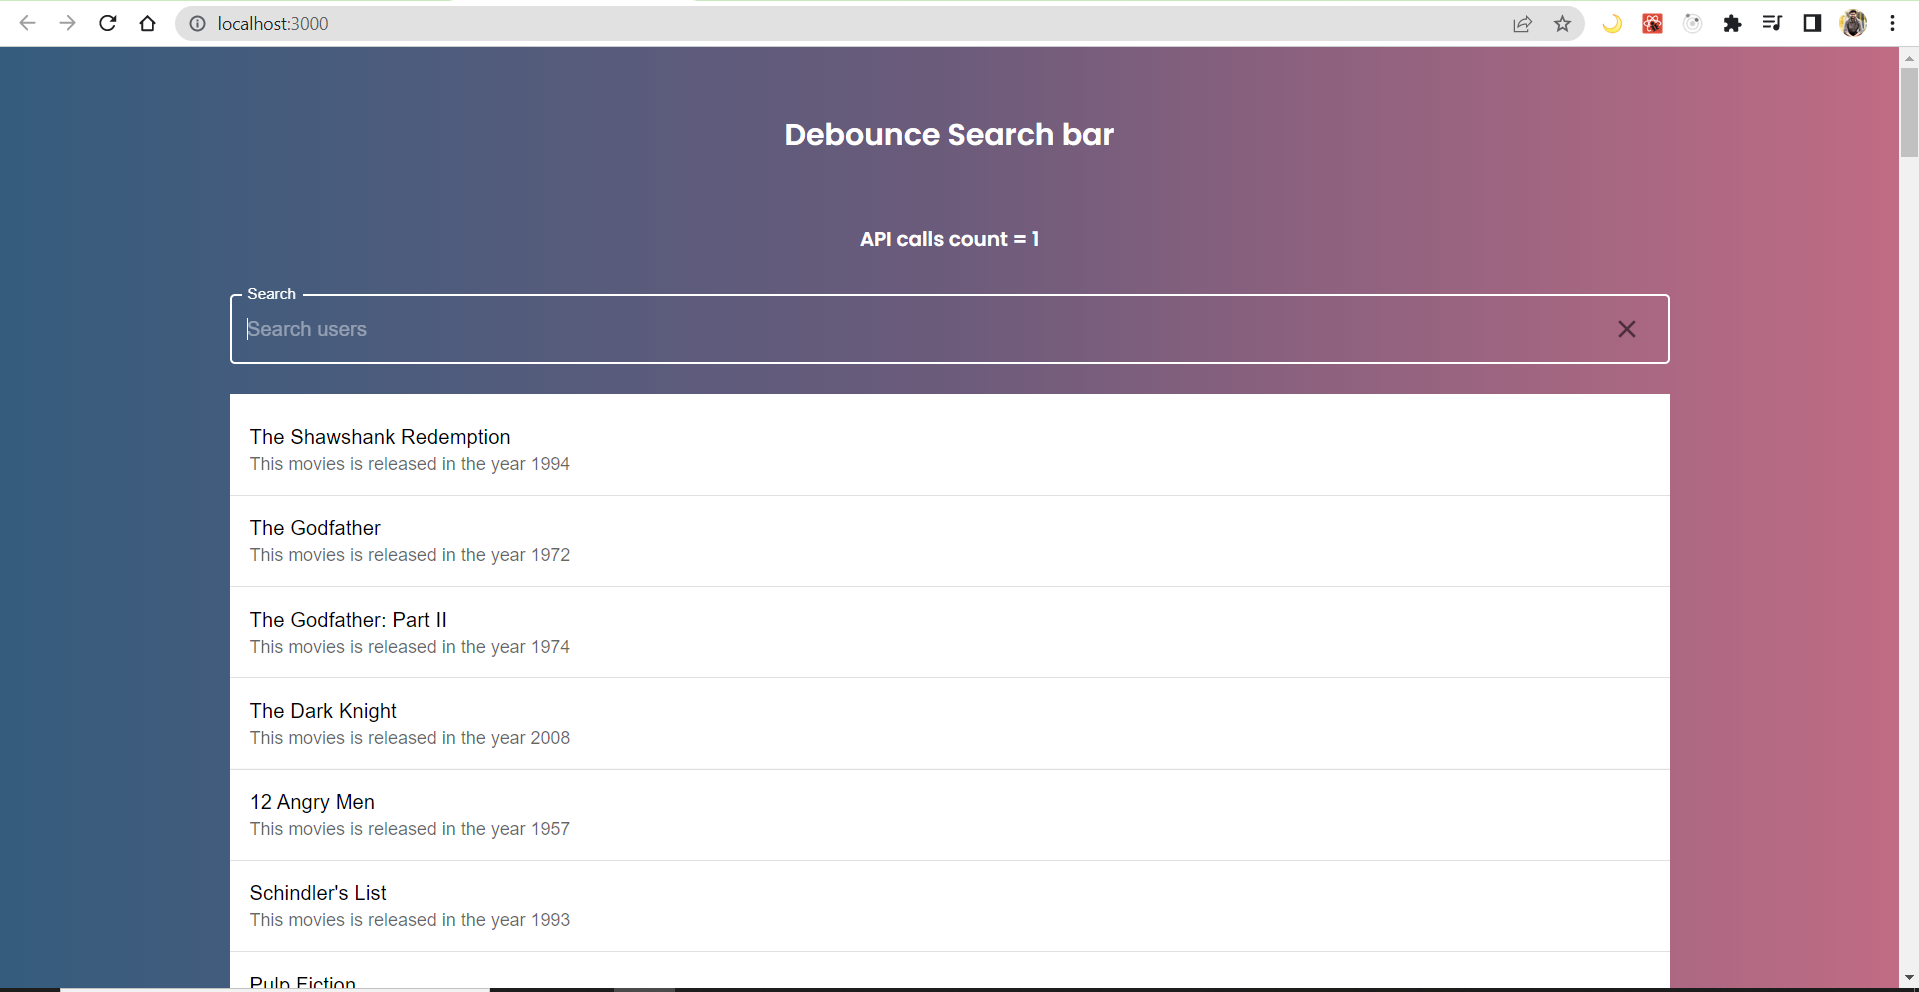 localhost:3000
Debounce Search bar
API calls count = 1
Search
Search users
The Shawshank Redemption
This movies is released in the year 1994
The Godfather
This movies is released in the year 1972
The Godfather: Part II
This movies is released in the year 1974
The Dark Knight
This movies is released in the year 2008
12 Angry Men
This movies is released in the year 1957
Schindler's List
This movies is released in the year 1993
Pulp Fiction